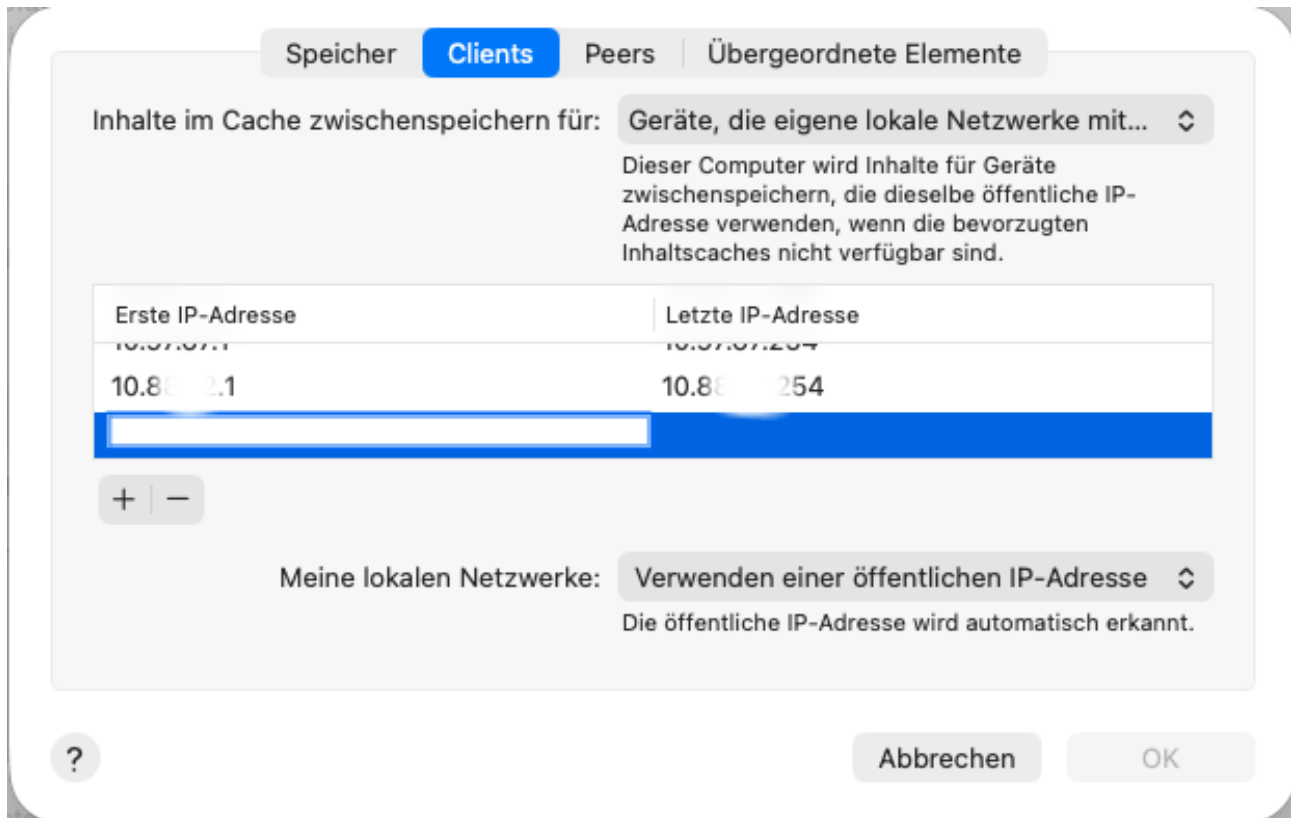 Speicher Clients Peers Übergeordnete Elemente
Inhalte im Cache zwischenspeichern für: Geräte, die eigene lokale Netzwerke mit...
Dieser Computer wird Inhalte für Geräte
zwischenspeichern, die dieselbe öffentliche IP-
Adresse verwenden, wenn die bevorzugten
Inhaltscaches nicht verfügbar sind.
Erste IP-Adresse Letzte IP-Adresse
+ −
Meine lokalen Netzwerke: Verwenden einer öffentlichen IP-Adresse
Die öffentliche IP-Adresse wird automatisch erkannt.
? Abbrechen OK